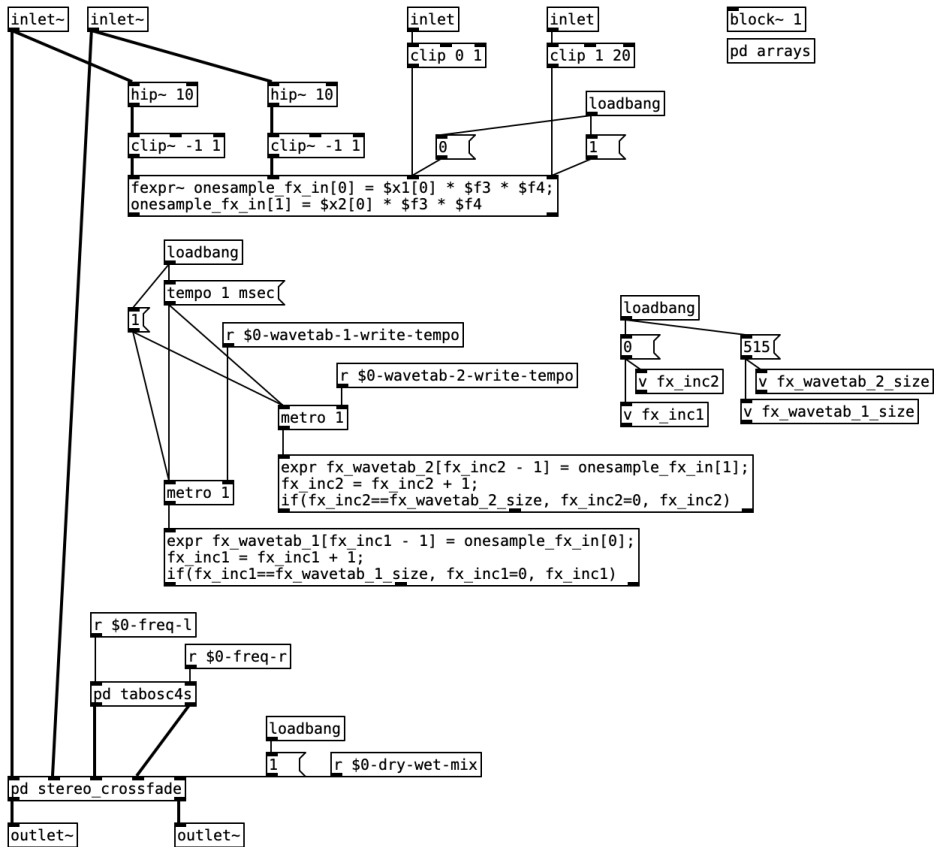 inlet~
inlet~
inlet
inlet
block~ 1
clip 0 1
clip 1 20
pd arrays
hip~ 10
hip~ 10
loadbang
clip~ -1 1
clip~ -1 1
0
1
fexpr~ onesample_fx_in[0] = $x1[0] * $f3 * $f4;
onesample_fx_in[1] = $x2[0] * $f3 * $f4
loadbang
tempo 1 msec
1
r $0-wavetab-1-write-tempo
r $0-wavetab-2-write-tempo
metro 1
loadbang
0
515
v fx_inc2
v fx_wavetab_2_size
v fx_inc1
v fx_wavetab_1_size
expr fx_wavetab_2[fx_inc2 - 1] = onesample_fx_in[1];
fx_inc2 = fx_inc2 + 1;
if(fx_inc2==fx_wavetab_2_size, fx_inc2=0, fx_inc2)
metro 1
expr fx_wavetab_1[fx_inc1 - 1] = onesample_fx_in[0];
fx_inc1 = fx_inc1 + 1;
if(fx_inc1==fx_wavetab_1_size, fx_inc1=0, fx_inc1)
r $0-freq-l
r $0-freq-r
pd tabosc4s
loadbang
1
r $0-dry-wet-mix
pd stereo_crossfade
outlet~
outlet~